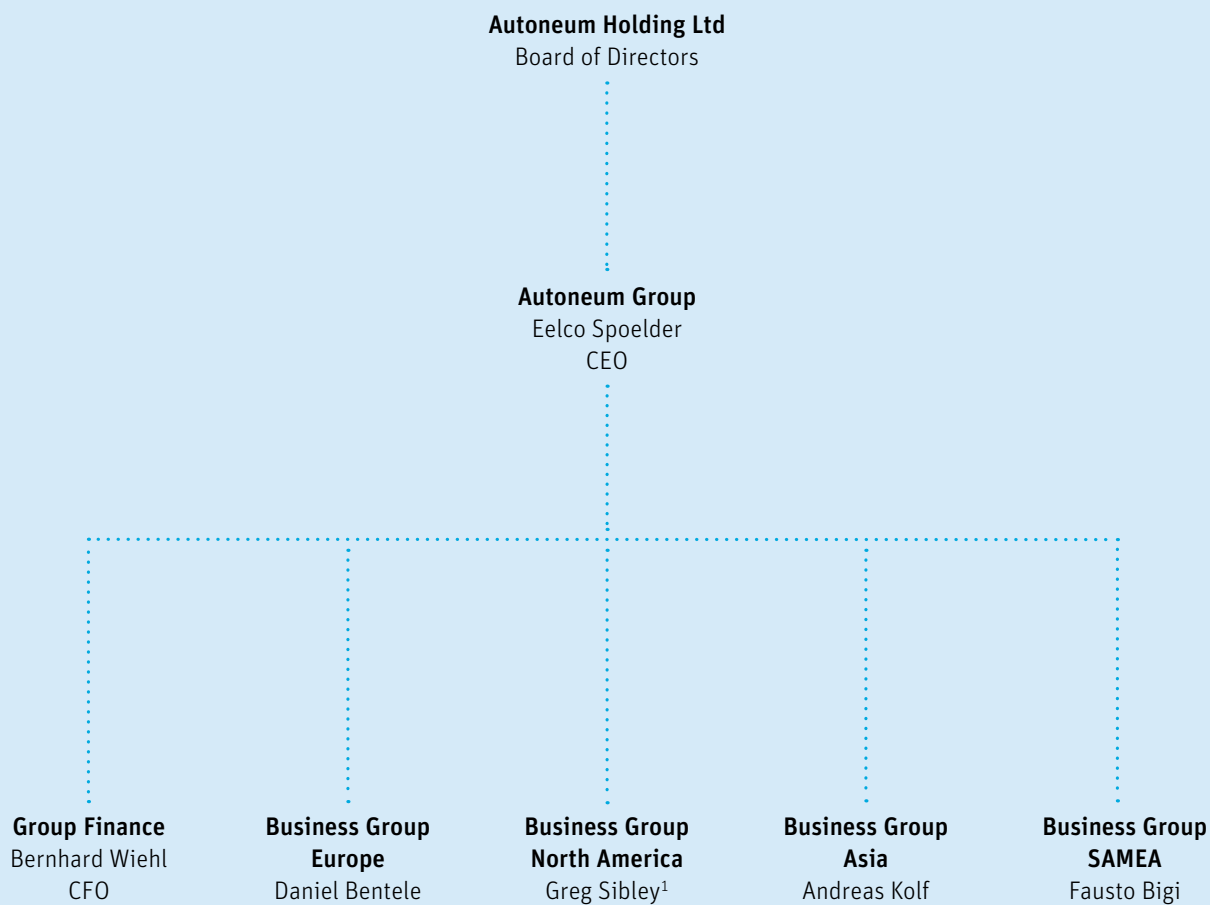 Autoneum Holding Ltd
Board of Directors
Autoneum Group
Eelco Spoelder
CEO
Group Finance
Bernhard Wiehl
CFO
Business Group
Europe
Daniel Bentele
Business Group
North America
Greg Sibley¹
Business Group
Asia
Andreas Kolf
Business Group
SAMEA
Fausto Bigi